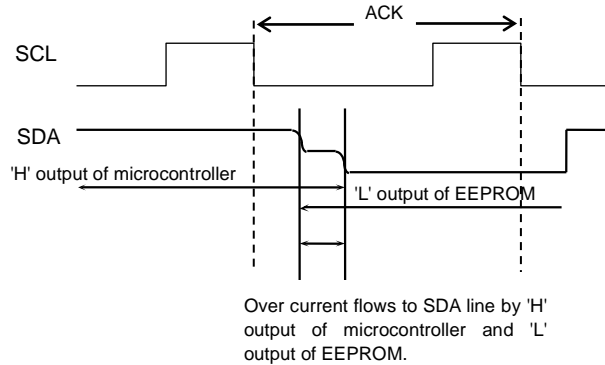 ACK
SCL
SDA
'H' output of microcontroller
'L' output of EEPROM
Over current flows to SDA line by 'H'
output of microcontroller and 'L'
output of EEPROM.